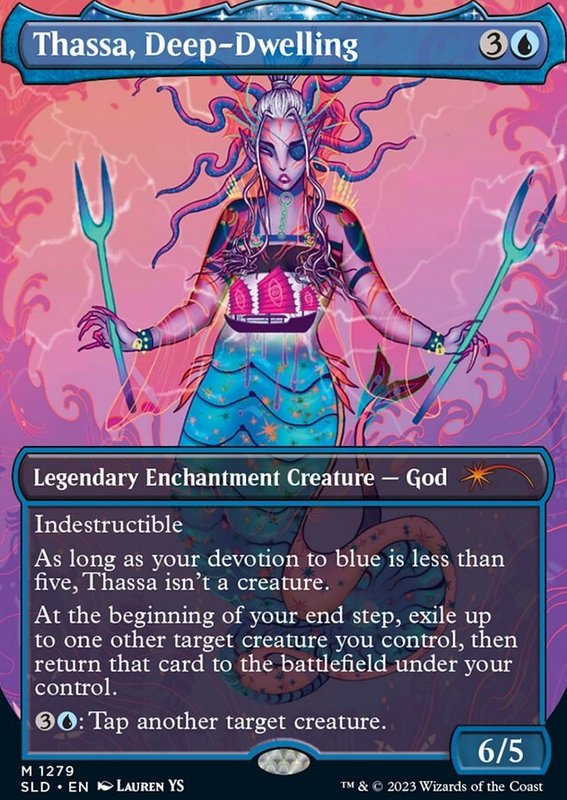 Thassa, Deep-Dwelling 3
Legendary Enchantment Creature — God
Indestructible
As long as your devotion to blue is less than
five, Thassa isn't a creature.
At the beginning of your end step, exile up
to one other target creature you control, then
return that card to the battlefield under your
control.
3: Tap another target creature.
6/5
M 1279
SLD • EN Lauren YS
™ & © 2023 Wizards of the Coast